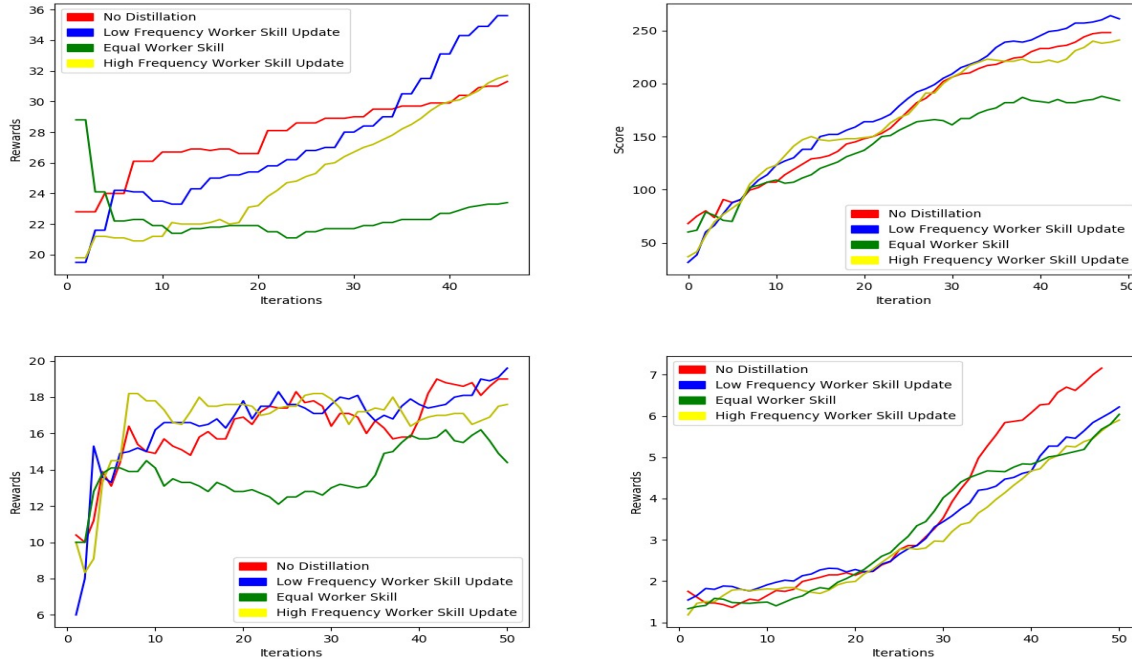 36
34
32
30
28
26
24
22
20
Rewards
No Distillation
Low Frequency Worker Skill Update
Equal Worker Skill
High Frequency Worker Skill Update
0 10 20 30 40
Iterations
250
200
150
100
50
Score
No Distillation
Low Frequency Worker Skill Update
Equal Worker Skill
High Frequency Worker Skill Update
0 10 20 30 40 50
Iteration
20
18
16
14
12
10
8
6
Rewards
No Distillation
Low Frequency Worker Skill Update
Equal Worker Skill
High Frequency Worker Skill Update
0 10 20 30 40 50
Iterations
7
6
5
4
3
2
1
Rewards
No Distillation
Low Frequency Worker Skill Update
Equal Worker Skill
High Frequency Worker Skill Update
0 10 20 30 40 50
Iterations